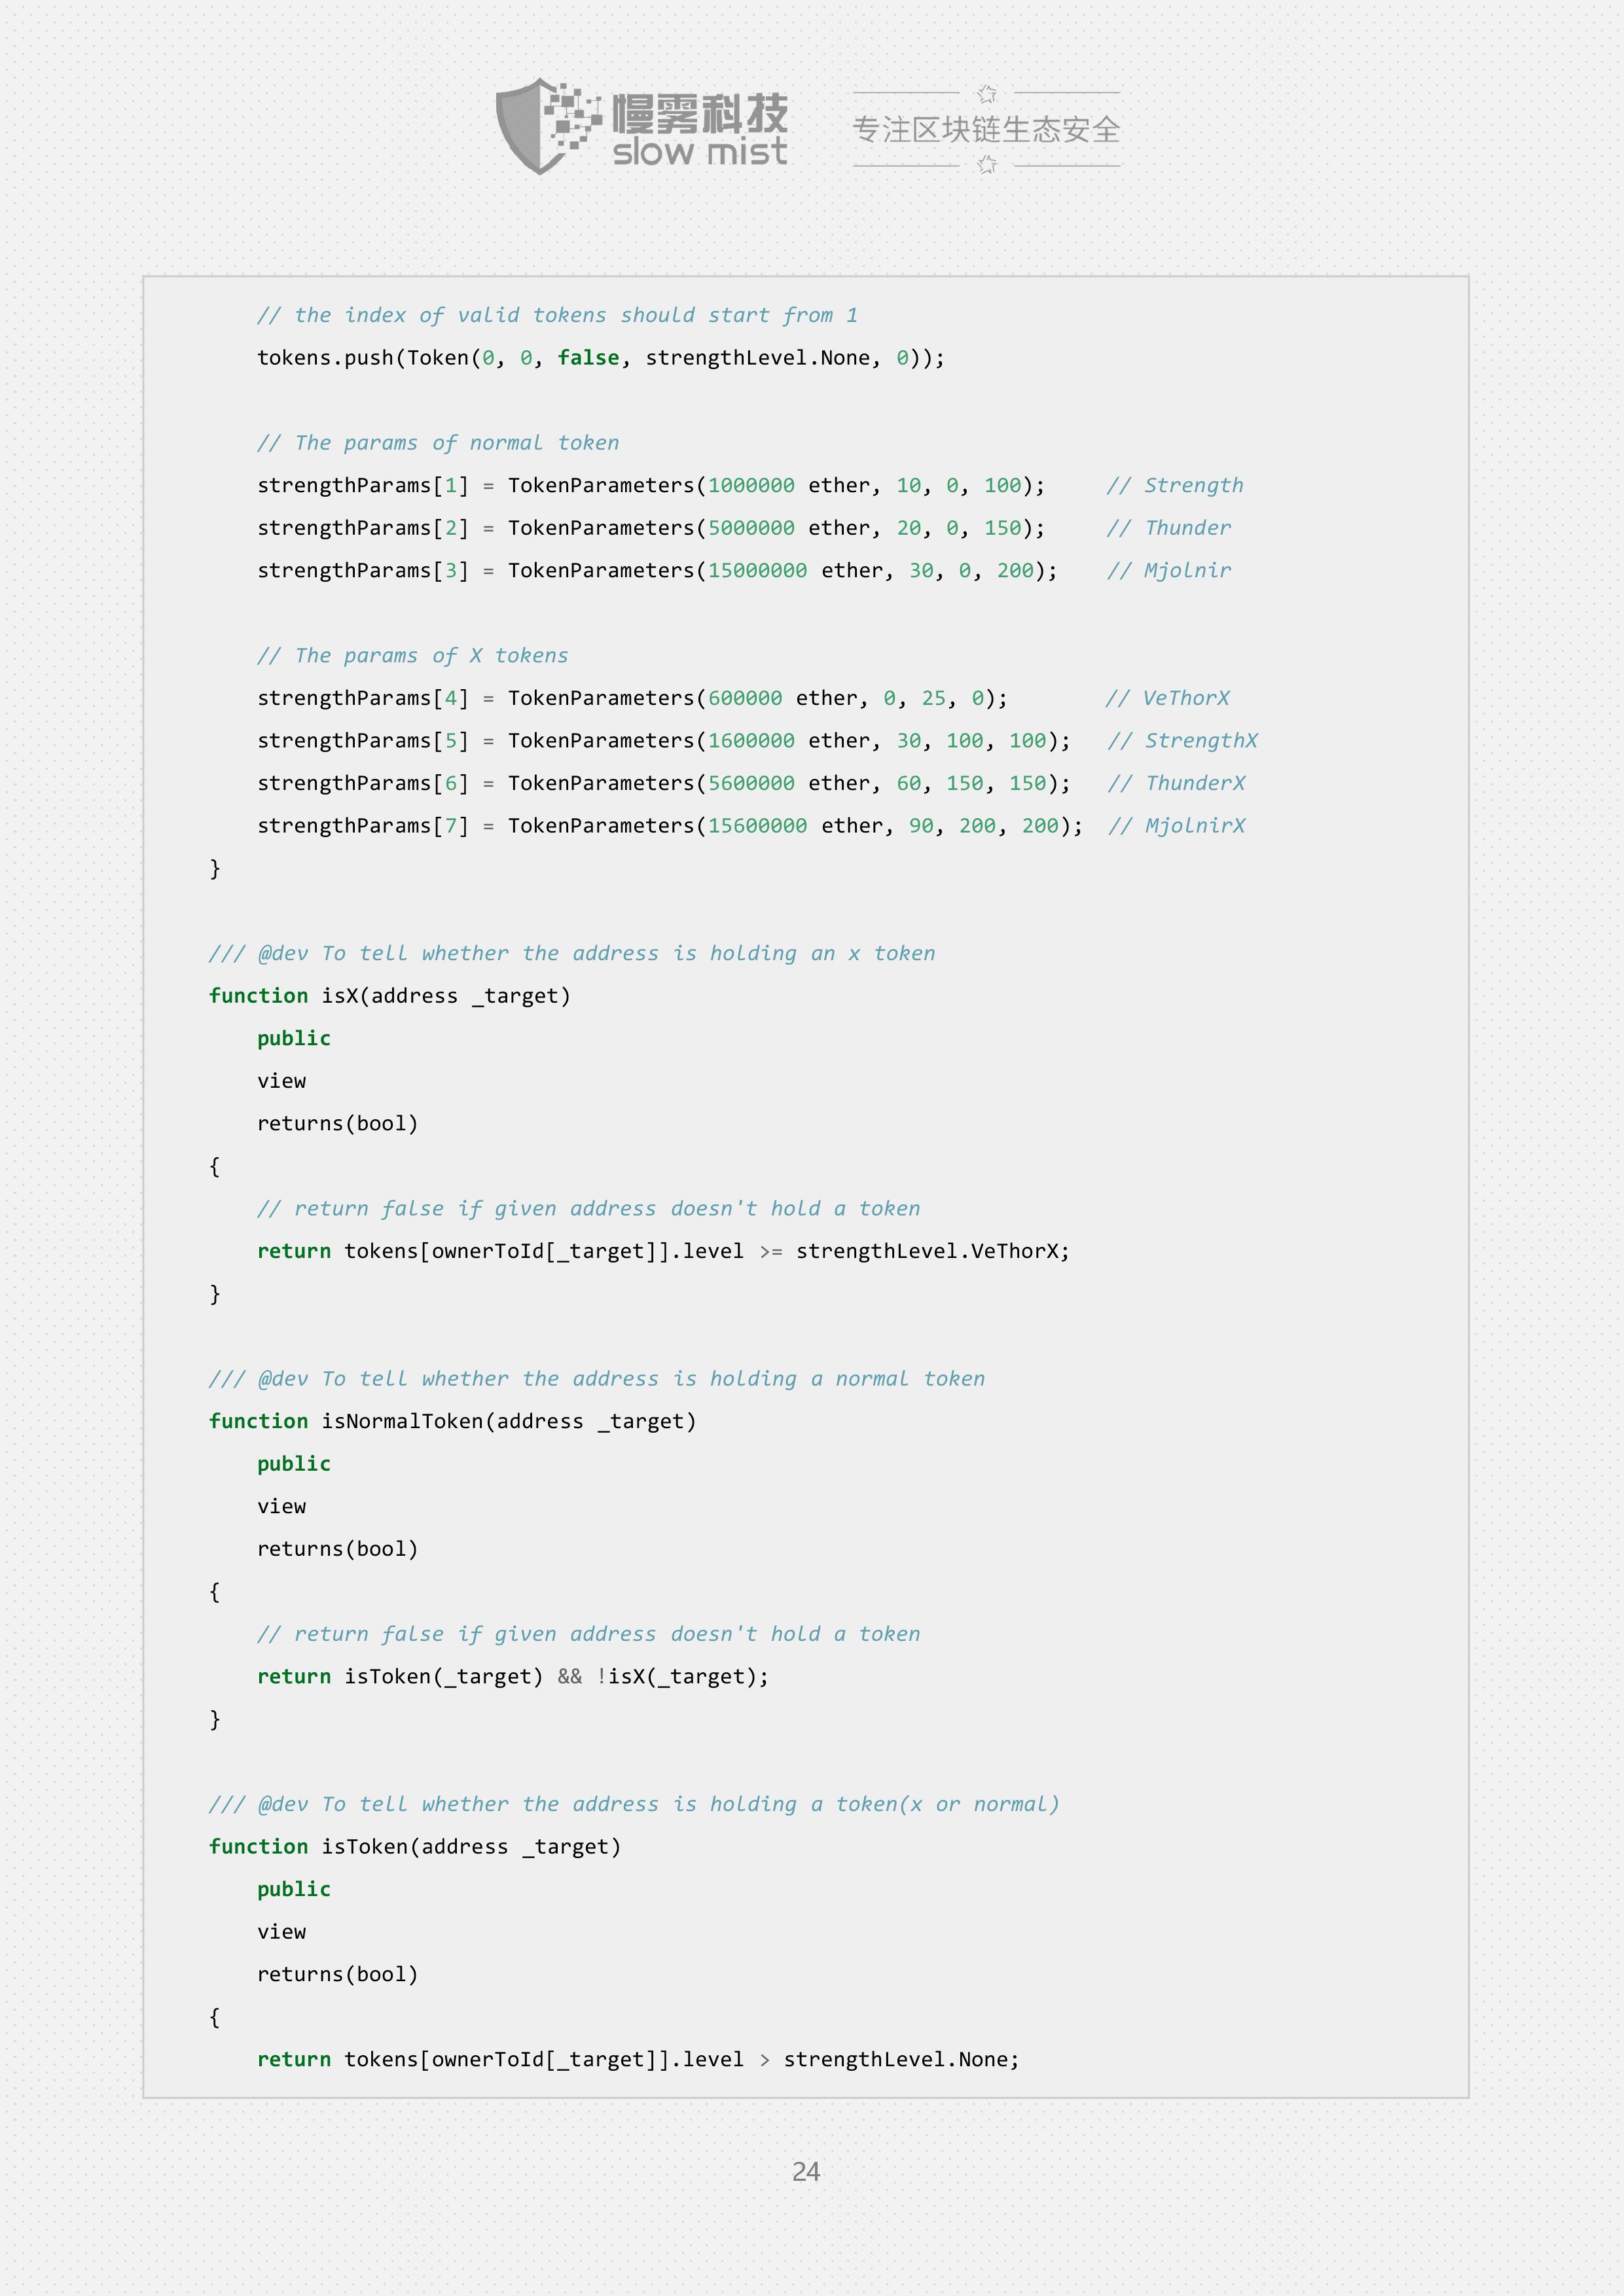 慢雾科技
slow mist
专注区块链生态安全
// the index of valid tokens should start from 1
tokens.push(Token(0, 0, false, strengthLevel.None, 0));
// The params of normal token
strengthParams[1] = TokenParameters(1000000 ether, 10, 0, 100);     // Strength
strengthParams[2] = TokenParameters(5000000 ether, 20, 0, 150);     // Thunder
strengthParams[3] = TokenParameters(15000000 ether, 30, 0, 200);    // Mjolnir
// The params of X tokens
strengthParams[4] = TokenParameters(600000 ether, 0, 25, 0);        // VeThorX
strengthParams[5] = TokenParameters(1600000 ether, 30, 100, 100);   // StrengthX
strengthParams[6] = TokenParameters(5600000 ether, 60, 150, 150);   // ThunderX
strengthParams[7] = TokenParameters(15600000 ether, 90, 200, 200);  // MjolnirX
}
/// @dev To tell whether the address is holding an x token
function isX(address _target)
public
view
returns(bool)
{
// return false if given address doesn't hold a token
return tokens[ownerToId[_target]].level >= strengthLevel.VeThorX;
}
/// @dev To tell whether the address is holding a normal token
function isNormalToken(address _target)
public
view
returns(bool)
{
// return false if given address doesn't hold a token
return isToken(_target) && !isX(_target);
}
/// @dev To tell whether the address is holding a token(x or normal)
function isToken(address _target)
public
view
returns(bool)
{
return tokens[ownerToId[_target]].level > strengthLevel.None;
24